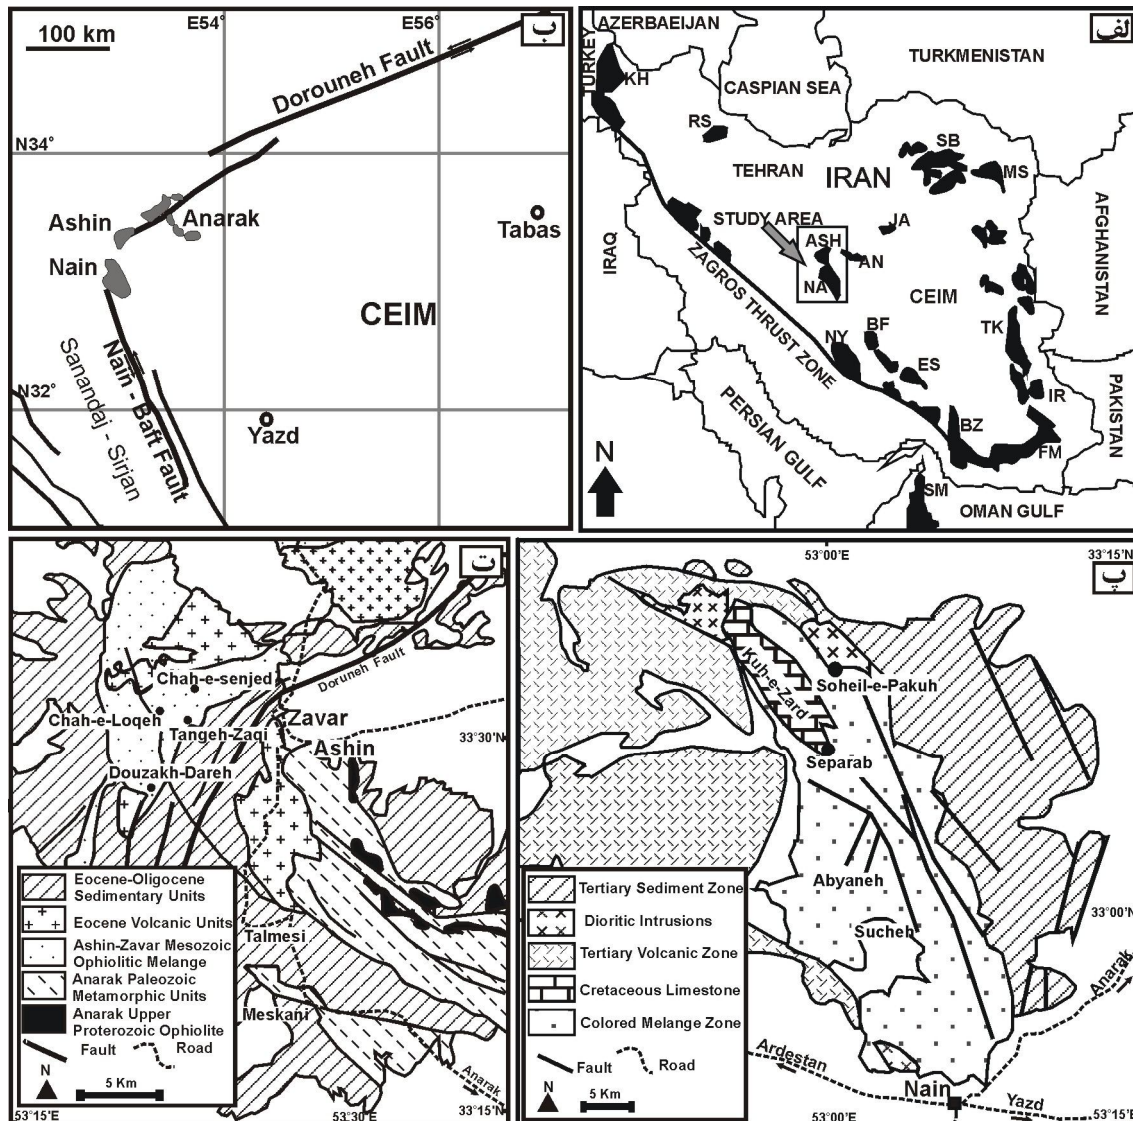 ب
100 km
E54°
E56°
Dorouneh Fault
N34°
Ashin
Anarak
Nain
Tabas
CEIM
N32°
Nain - Baft Fault
Sanandaj - Sirjan
Yazd
الف
AZERBAEIJAN
TURKEY
KH
CASPIAN SEA
TURKMENISTAN
RS
TEHRAN
IRAN
SB
MS
STUDY AREA
JA
ASH
AN
NA
IRAQ
ZAGROS THRUST ZONE
CEIM
AFGHANISTAN
TK
NY
BF
ES
IR
PAKISTAN
BZ
FM
PERSIAN GULF
N
SM
OMAN GULF
ت
Doruneh Fault
Chah-e-senjed
Chah-e-Loqeh
Zavar
Tangeh-Zaqi
Ashin
33°30'N
Douzakh-Dareh
Talmesi
Meskani
Anarak
Eocene-Oligocene
Sedimentary Units
Eocene Volcanic Units
Ashin-Zavar Mesozoic
Ophiolitic Melange
Anarak Paleozoic
Metamorphic Units
Anarak Upper
Proterozoic Ophiolite
Fault
Road
N
5 Km
53°15'E
53°30'E
33°15'N
پ
53°00'E
33°15'N
Kuh-e-Zard
Soheil-e-Pakuh
Separab
Abyaneh
Sucheh
33°00'N
Anarak
Ardestan
Nain
Yazd
53°00'E
Tertiary Sediment Zone
Dioritic Intrusions
Tertiary Volcanic Zone
Cretaceous Limestone
Colored Melange Zone
Fault
Road
N
5 Km